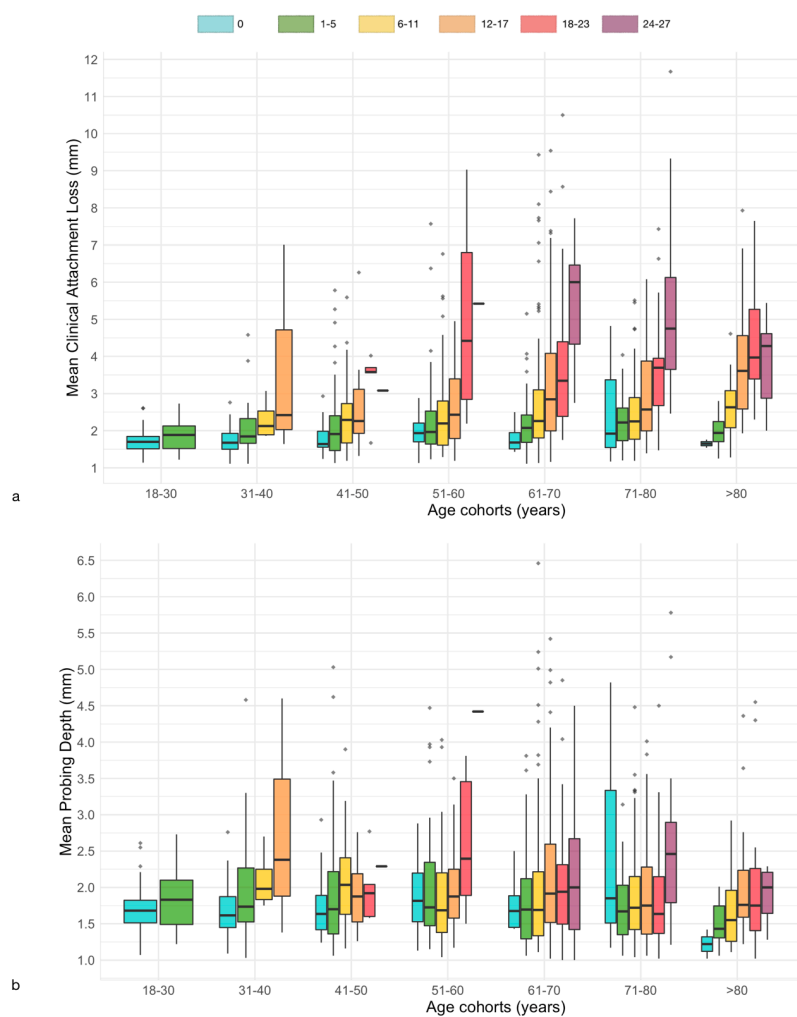 0 1-5 6-11 12-17 18-23 24-27
12
11
10
9
8
7
6
5
4
3
2
1
Mean Clinical Attachment Loss (mm)
18-30 31-40 41-50 51-60 61-70 71-80 >80
Age cohorts (years)
a
6.5
6.0
5.5
5.0
4.5
4.0
3.5
3.0
2.5
2.0
1.5
1.0
Mean Probing Depth (mm)
18-30 31-40 41-50 51-60 61-70 71-80 >80
Age cohorts (years)
b